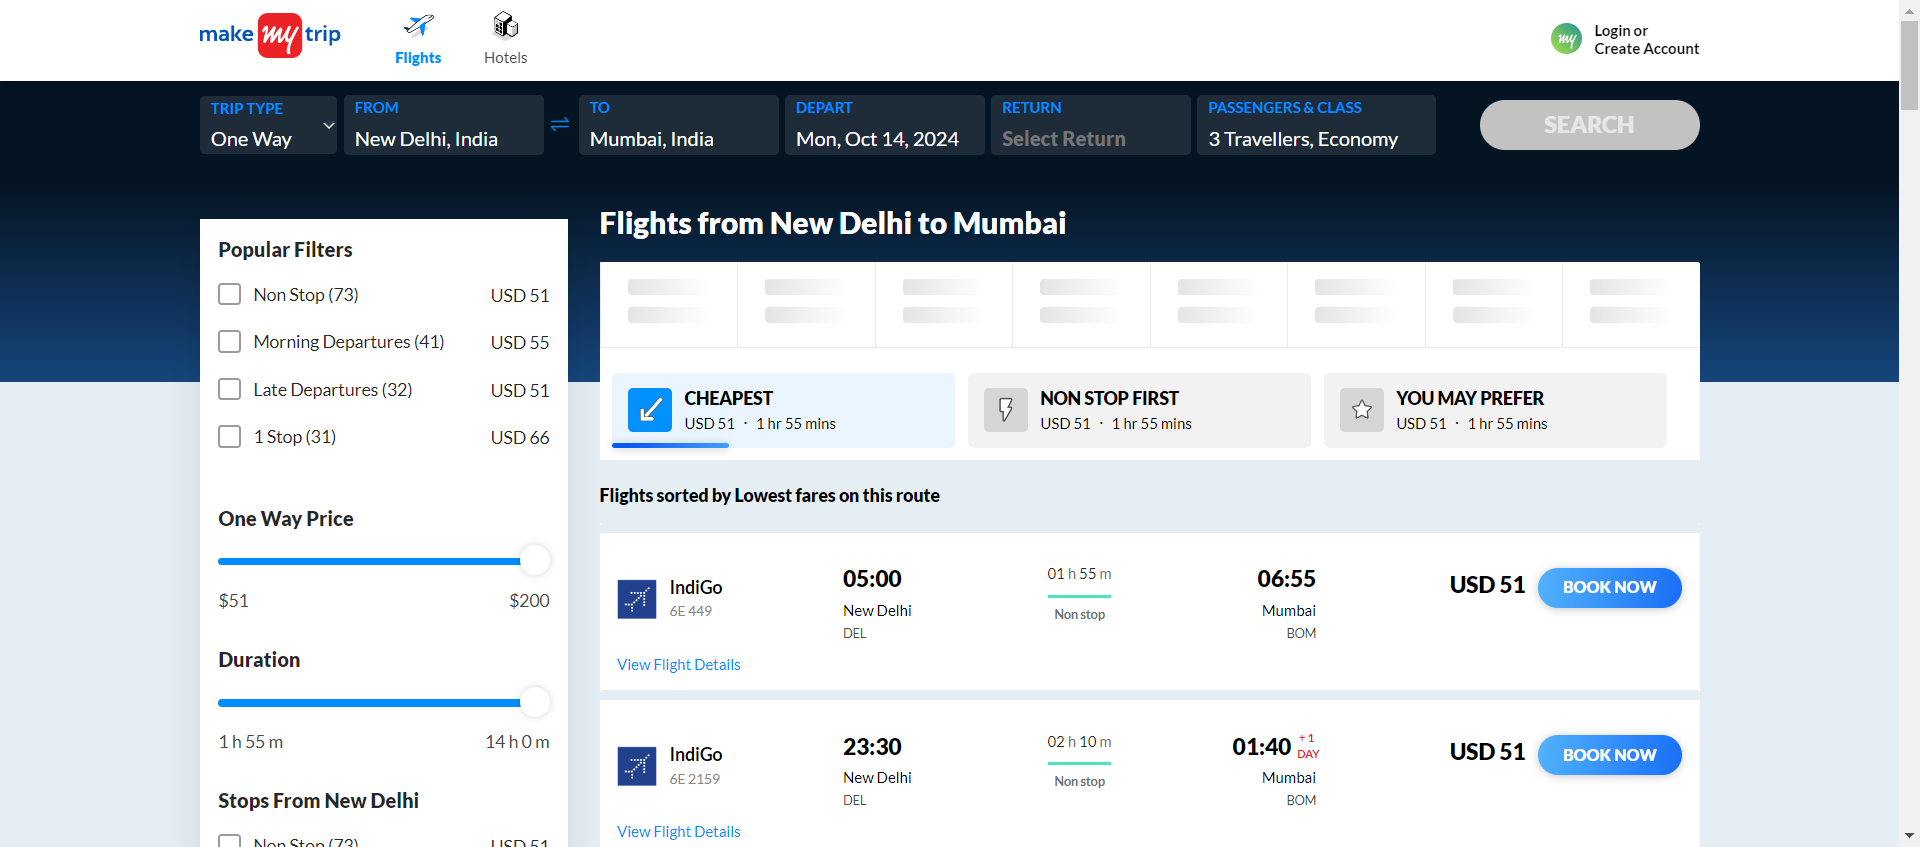 make my trip
Flights
Hotels
my
Login or
Create Account
TRIP TYPE
One Way
FROM
New Delhi, India
TO
Mumbai, India
DEPART
Mon, Oct 14, 2024
RETURN
Select Return
PASSENGERS & CLASS
3 Travellers, Economy
SEARCH
Popular Filters
Non Stop (73) USD 51
Morning Departures (41) USD 55
Late Departures (32) USD 51
1 Stop (31) USD 66
One Way Price
$51 $200
Duration
1 h 55 m 14 h 0 m
Stops From New Delhi
Non Stop (73) USD 51
Flights from New Delhi to Mumbai
CHEAPEST
USD 51 · 1 hr 55 mins
NON STOP FIRST
USD 51 · 1 hr 55 mins
YOU MAY PREFER
USD 51 · 1 hr 55 mins
Flights sorted by Lowest fares on this route
IndiGo
6E 449
05:00
New Delhi
DEL
01 h 55 m
Non stop
06:55
Mumbai
BOM
USD 51
BOOK NOW
View Flight Details
IndiGo
6E 2159
23:30
New Delhi
DEL
02 h 10 m
Non stop
01:40
+ 1
DAY
Mumbai
BOM
USD 51
BOOK NOW
View Flight Details